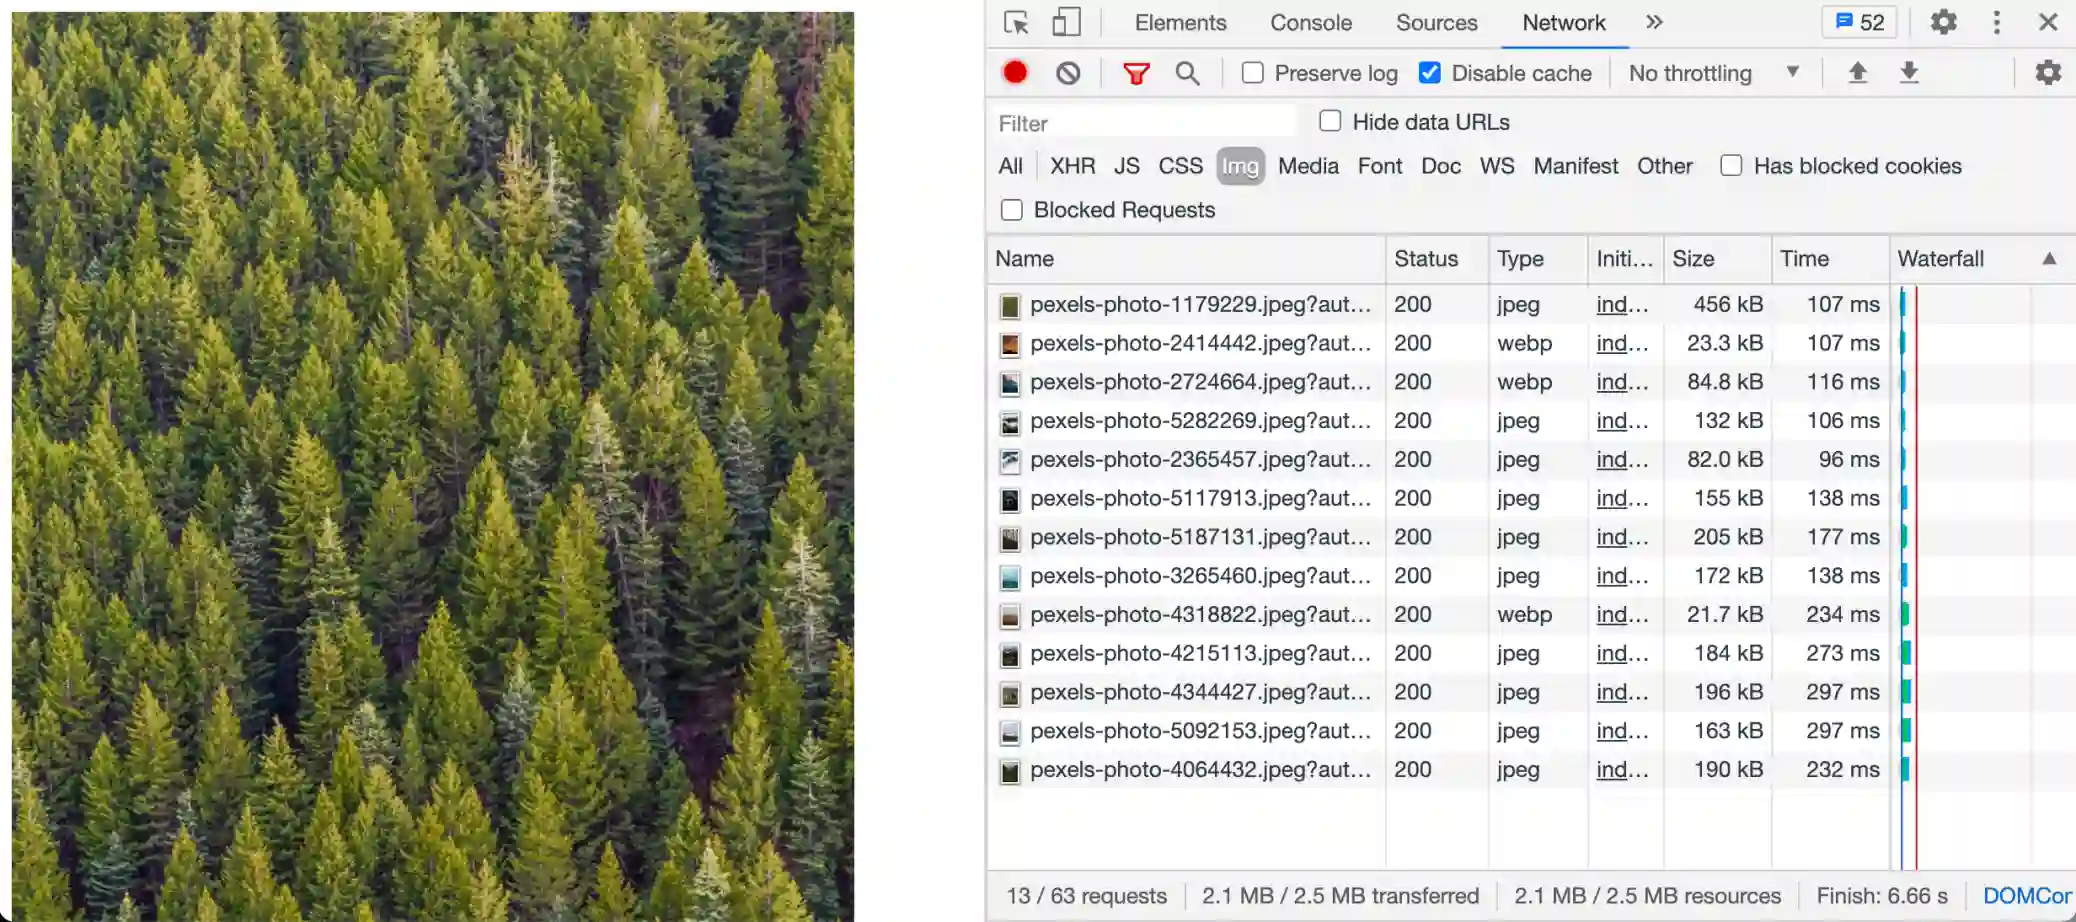 Elements Console Sources Network » 52
Preserve log Disable cache No throttling
Filter Hide data URLs
All XHR JS CSS Img Media Font Doc WS Manifest Other Has blocked cookies
Blocked Requests
Name Status Type Initi... Size Time Waterfall
pexels-photo-1179229.jpeg?aut... 200 jpeg ind... 456 kB 107 ms
pexels-photo-2414442.jpeg?aut... 200 webp ind... 23.3 kB 107 ms
pexels-photo-2724664.jpeg?aut... 200 webp ind... 84.8 kB 116 ms
pexels-photo-5282269.jpeg?aut... 200 jpeg ind... 132 kB 106 ms
pexels-photo-2365457.jpeg?aut... 200 jpeg ind... 82.0 kB 96 ms
pexels-photo-5117913.jpeg?aut... 200 jpeg ind... 155 kB 138 ms
pexels-photo-5187131.jpeg?aut... 200 jpeg ind... 205 kB 177 ms
pexels-photo-3265460.jpeg?aut... 200 jpeg ind... 172 kB 138 ms
pexels-photo-4318822.jpeg?aut... 200 webp ind... 21.7 kB 234 ms
pexels-photo-4215113.jpeg?aut... 200 jpeg ind... 184 kB 273 ms
pexels-photo-4344427.jpeg?aut... 200 jpeg ind... 196 kB 297 ms
pexels-photo-5092153.jpeg?aut... 200 jpeg ind... 163 kB 297 ms
pexels-photo-4064432.jpeg?aut... 200 jpeg ind... 190 kB 232 ms
13 / 63 requests 2.1 MB / 2.5 MB transferred 2.1 MB / 2.5 MB resources Finish: 6.66 s DOMCor